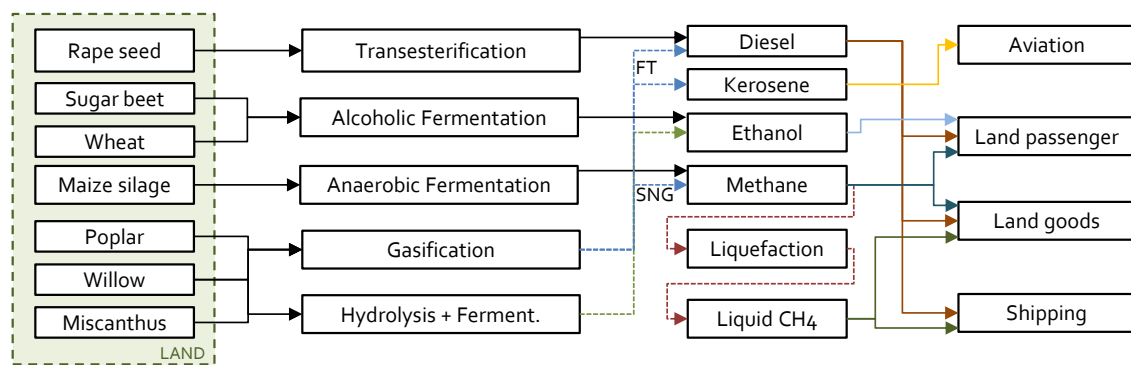 Rape seed
Sugar beet
Wheat
Maize silage
Poplar
Willow
Miscanthus
LAND
Transesterification
Alcoholic Fermentation
Anaerobic Fermentation
Gasification
Hydrolysis + Ferment.
FT
SNG
Diesel
Kerosene
Ethanol
Methane
Liquefaction
Liquid CH4
Aviation
Land passenger
Land goods
Shipping